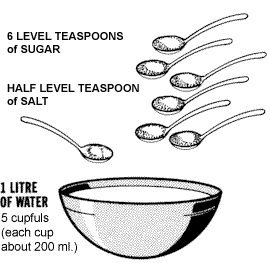 6 LEVEL TEASPOONS
of SUGAR
HALF LEVEL TEASPOON
of SALT
1 LITRE
OF WATER
5 cupfuls
(each cup
about 200 ml.)